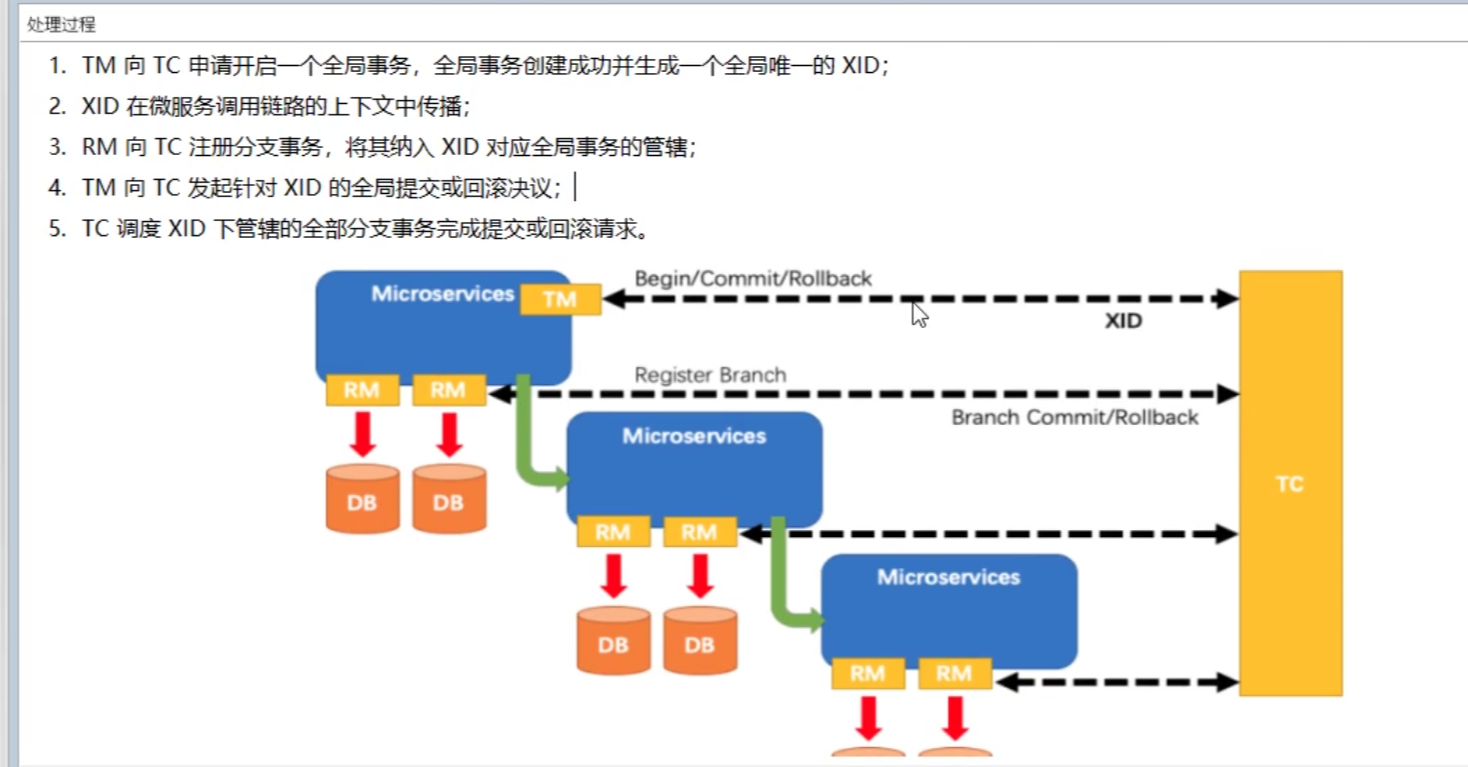 处理过程
1. TM 向 TC 申请开启一个全局事务，全局事务创建成功并生成一个全局唯一的 XID；
2. XID 在微服务调用链路的上下文中传播；
3. RM 向 TC 注册分支事务，将其纳入 XID 对应全局事务的管辖；
4. TM 向 TC 发起针对 XID 的全局提交或回滚决议；
5. TC 调度 XID 下管辖的全部分支事务完成提交或回滚请求。
Begin/Commit/Rollback
Microservices TM
XID
Register Branch
RM RM
Branch Commit/Rollback
Microservices
TC
DB DB
RM RM
Microservices
DB DB
RM RM